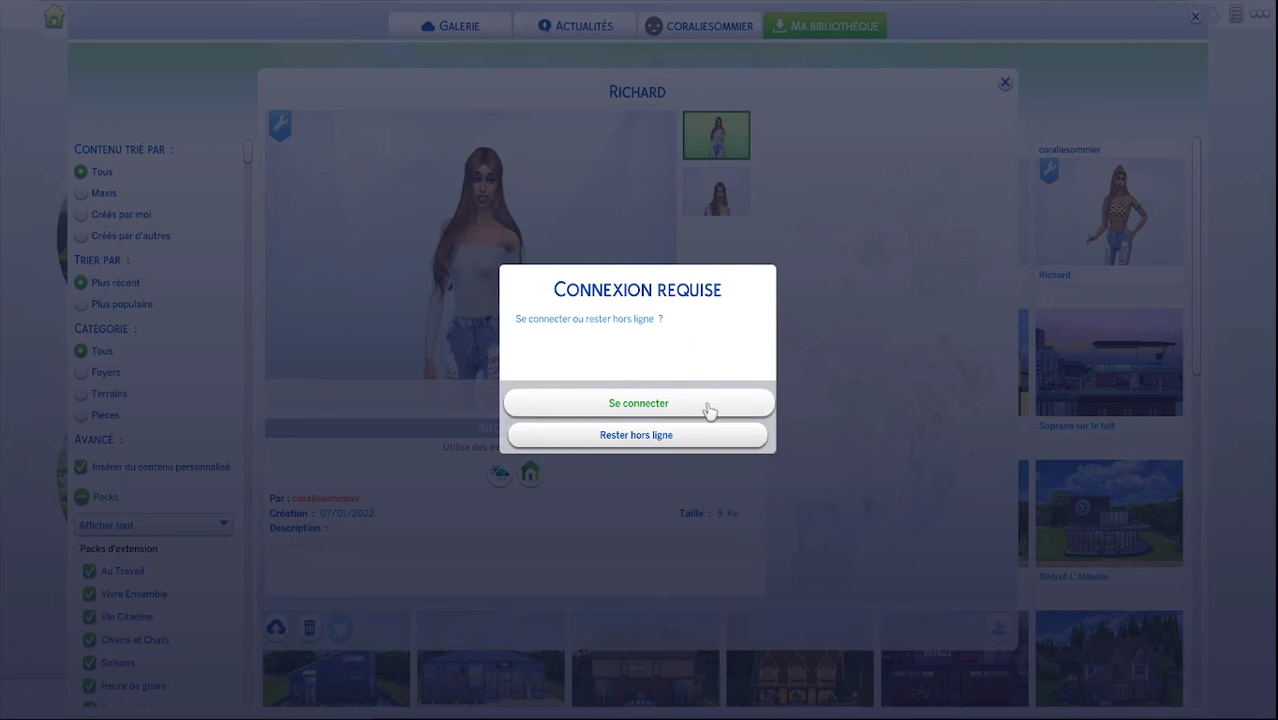 GALERIE
ACTUALITÉS
CORALIESOMMIER
MA BIBLIOTHÈQUE
RICHARD
CONTENU TRIÉ PAR :
Tous
Maxis
Créés par moi
Créés par d'autres
TRIER PAR :
Plus récent
Plus populaire
CATÉGORIE :
Tous
Foyers
Terrains
Pièces
AVANCÉ :
Insérer du contenu personnalisé
Packs
Afficher tout
Packs d'extension
Au Travail
Vivre Ensemble
Vie Citadine
Chiens et Chats
Saisons
Heure de gloire
CONNEXION REQUISE
Se connecter ou rester hors ligne ?
Se connecter
Rester hors ligne
Utilise des
Par : coraliesommier
Création : 07/01/2022
Taille : 5 Ko
Description :
coraliesommier
Richard
Soprano sur le toit
Bistrot L'Attente